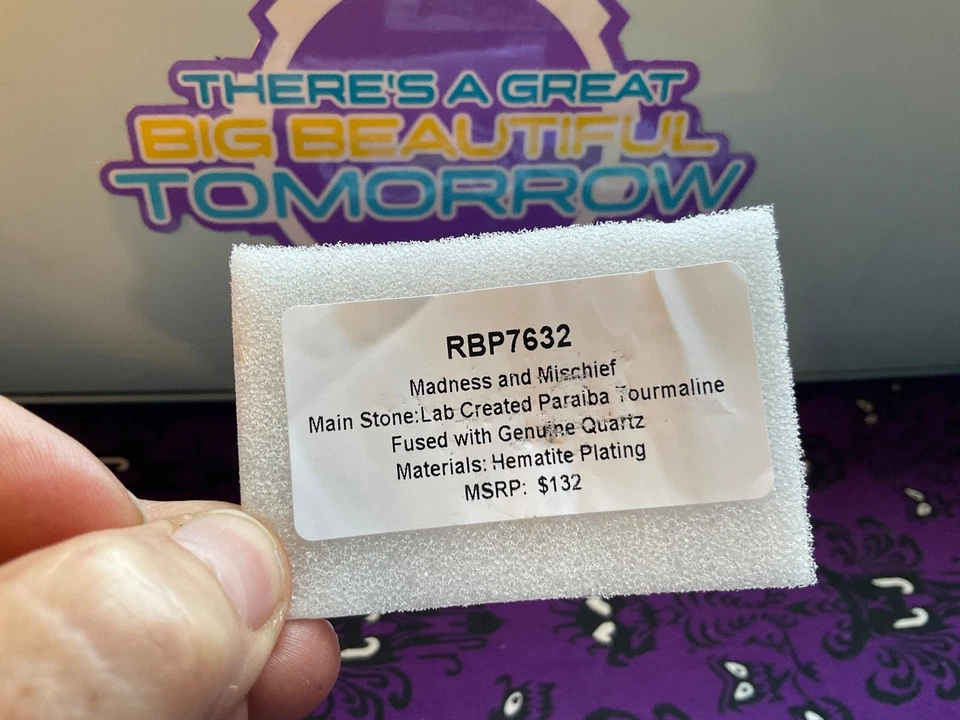 THERE'S A GREAT
BIG BEAUTIFUL
TOMORROW
RBP7632
Madness and Mischief
Main Stone:Lab Created Paraiba Tourmaline
Fused with Genuine Quartz
Materials: Hematite Plating
MSRP: $132